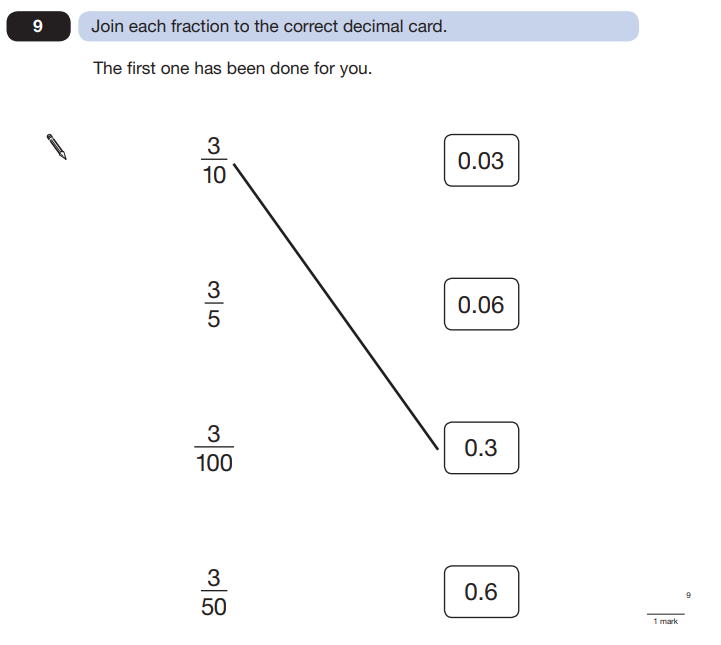 9 Join each fraction to the correct decimal card.
The first one has been done for you.
3/10 0.03
3/5 0.06
3/100 0.3
3/50 0.6
9
1 mark